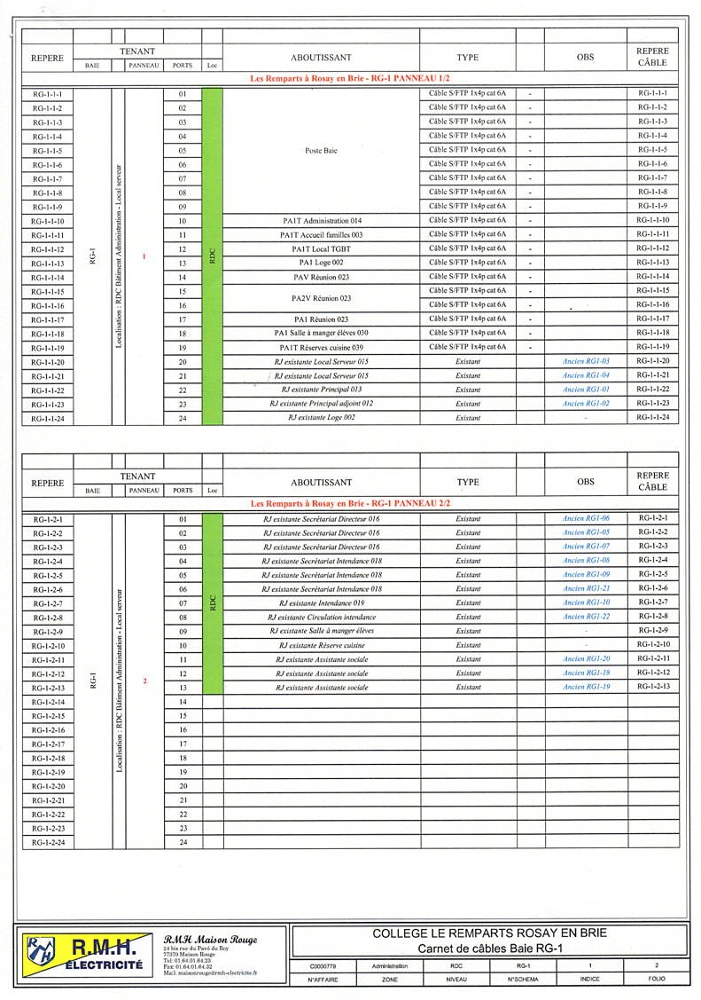 REPERE TENANT ABOUTISSANT TYPE OBS REPERE CÂBLE
BAIE PANNEAU PORTS Loc
Les Remparts à Rosay en Brie - RG-1 PANNEAU 1/2
RG-1
Localisation : RDC Bâtiment Administration - Local serveur
1
RDC
RG-1-1-1 01 Poste Baie Câble S/FTP 1x4p cat 6A - RG-1-1-1
RG-1-1-2 02 Câble S/FTP 1x4p cat 6A - RG-1-1-2
RG-1-1-3 03 Câble S/FTP 1x4p cat 6A - RG-1-1-3
RG-1-1-4 04 Câble S/FTP 1x4p cat 6A - RG-1-1-4
RG-1-1-5 05 Câble S/FTP 1x4p cat 6A - RG-1-1-5
RG-1-1-6 06 Câble S/FTP 1x4p cat 6A - RG-1-1-6
RG-1-1-7 07 Câble S/FTP 1x4p cat 6A - RG-1-1-7
RG-1-1-8 08 Câble S/FTP 1x4p cat 6A - RG-1-1-8
RG-1-1-9 09 Câble S/FTP 1x4p cat 6A - RG-1-1-9
RG-1-1-10 10 PA1T Administration 014 Câble S/FTP 1x4p cat 6A - RG-1-1-10
RG-1-1-11 11 PA1T Accueil familles 003 Câble S/FTP 1x4p cat 6A - RG-1-1-11
RG-1-1-12 12 PA1T Local TGBT Câble S/FTP 1x4p cat 6A - RG-1-1-12
RG-1-1-13 13 PA1 Loge 002 Câble S/FTP 1x4p cat 6A - RG-1-1-13
RG-1-1-14 14 PAV Réunion 023 Câble S/FTP 1x4p cat 6A - RG-1-1-14
RG-1-1-15 15 PA2V Réunion 023 Câble S/FTP 1x4p cat 6A - RG-1-1-15
RG-1-1-16 16 Câble S/FTP 1x4p cat 6A - RG-1-1-16
RG-1-1-17 17 PA1 Réunion 023 Câble S/FTP 1x4p cat 6A - RG-1-1-17
RG-1-1-18 18 PA1 Salle à manger élèves 030 Câble S/FTP 1x4p cat 6A - RG-1-1-18
RG-1-1-19 19 PA1T Réserves cuisine 039 Câble S/FTP 1x4p cat 6A - RG-1-1-19
RG-1-1-20 20 RJ existante Local Serveur 015 Existant Ancien RG1-03 RG-1-1-20
RG-1-1-21 21 RJ existante Local Serveur 015 Existant Ancien RG1-04 RG-1-1-21
RG-1-1-22 22 RJ existante Principal 013 Existant Ancien RG1-01 RG-1-1-22
RG-1-1-23 23 RJ existante Principal adjoint 012 Existant Ancien RG1-02 RG-1-1-23
RG-1-1-24 24 RJ existante Loge 002 Existant - RG-1-1-24
REPERE TENANT ABOUTISSANT TYPE OBS REPERE CÂBLE
BAIE PANNEAU PORTS Loc
Les Remparts à Rosay en Brie - RG-1 PANNEAU 2/2
RG-1
Localisation : RDC Bâtiment Administration - Local serveur
2
RDC
RG-1-2-1 01 RJ existante Secrétariat Directeur 016 Existant Ancien RG1-06 RG-1-2-1
RG-1-2-2 02 RJ existante Secrétariat Directeur 016 Existant Ancien RG1-05 RG-1-2-2
RG-1-2-3 03 RJ existante Secrétariat Directeur 016 Existant Ancien RG1-07 RG-1-2-3
RG-1-2-4 04 RJ existante Secrétariat Intendance 018 Existant Ancien RG1-08 RG-1-2-4
RG-1-2-5 05 RJ existante Secrétariat Intendance 018 Existant Ancien RG1-09 RG-1-2-5
RG-1-2-6 06 RJ existante Secrétariat Intendance 018 Existant Ancien RG1-21 RG-1-2-6
RG-1-2-7 07 RJ existante Intendance 019 Existant Ancien RG1-10 RG-1-2-7
RG-1-2-8 08 RJ existante Circulation intendance Existant Ancien RG1-22 RG-1-2-8
RG-1-2-9 09 RJ existante Salle à manger élèves Existant - RG-1-2-9
RG-1-2-10 10 RJ existante Réserve cuisine Existant - RG-1-2-10
RG-1-2-11 11 RJ existante Assistante sociale Existant Ancien RG1-20 RG-1-2-11
RG-1-2-12 12 RJ existante Assistante sociale Existant Ancien RG1-18 RG-1-2-12
RG-1-2-13 13 RJ existante Assistante sociale Existant Ancien RG1-19 RG-1-2-13
RG-1-2-14 14
RG-1-2-15 15
RG-1-2-16 16
RG-1-2-17 17
RG-1-2-18 18
RG-1-2-19 19
RG-1-2-20 20
RG-1-2-21 21
RG-1-2-22 22
RG-1-2-23 23
RG-1-2-24 24
RMH
R.M.H.
ÉLECTRICITÉ
RMH Maison Rouge
24 bis rue du Pavé du Roy
77370 Maison Rouge
Tel: 01.64.01.64.23
Fax: 01.64.01.64.32
Mail: maisonrouge@rmh-electricite.fr
COLLEGE LE REMPARTS ROSAY EN BRIE
Carnet de câbles Baie RG-1
C0000779 Administration RDC RG-1 1 2
N°AFFAIRE ZONE NIVEAU N°SCHEMA INDICE FOLIO